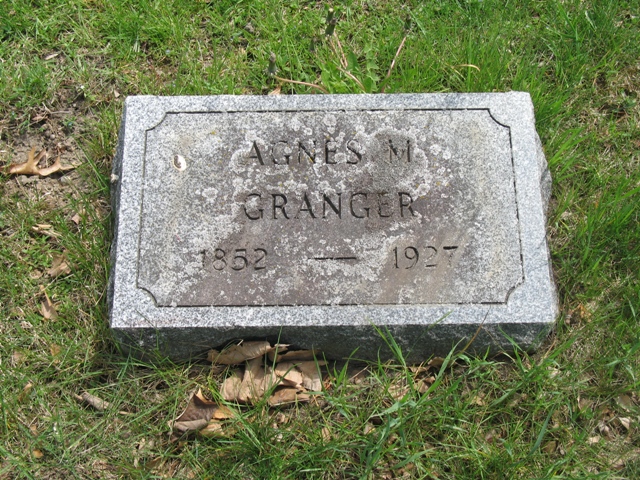 AGNES M
GRANGER
1852 — 1927